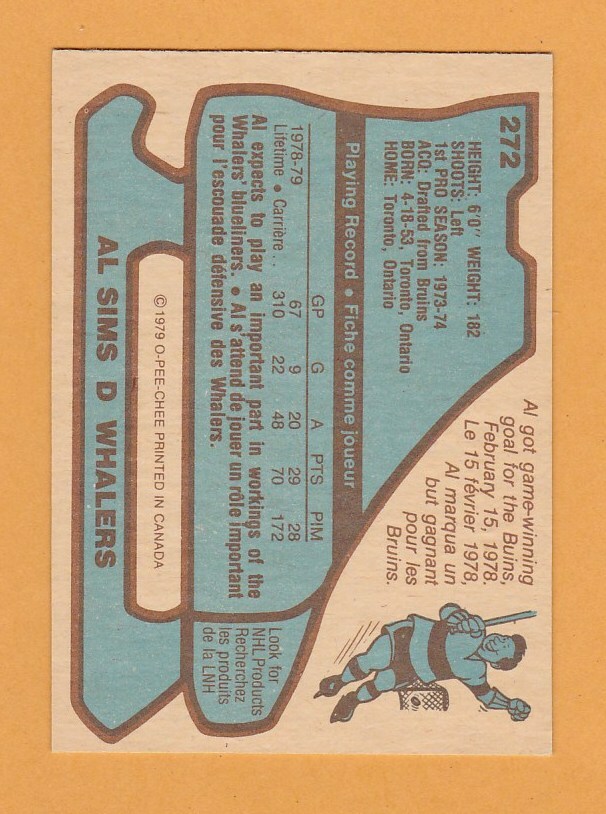 272
HEIGHT: 6'0" WEIGHT: 182
SHOOTS: Left
1st PRO SEASON: 1973-74
ACQ: Drafted from Bruins
BORN: 4-18-53, Toronto, Ontario
HOME: Toronto, Ontario
Al got game-winning
goal for the Buins,
February 15, 1978.
Le 15 février 1978,
Al marqua un
but gagnant
pour les
Bruins.
Playing Record • Fiche comme joueur
GP G A PTS PIM
1978-79 67 9 20 29 28
Lifetime • Carrière .. 310 22 48 70 172
Al expects to play an important part in workings of the
Whalers' blueliners. • Al s'attend de jouer un rôle important
pour l'escouade défensive des Whalers.
Look for
NHL Products
Recherchez
les produits
de la LNH
© 1979 O-PEE-CHEE PRINTED IN CANADA
AL SIMS D WHALERS